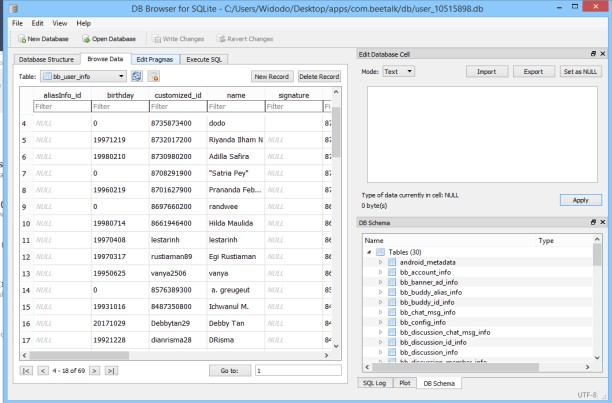 DB Browser for SQLite - C:/Users/Widodo/Desktop/apps/com.beetalk/db/user_10515898.db
File Edit View Help
New Database Open Database Write Changes Revert Changes
Database Structure Browse Data Edit Pragmas Execute SQL
Table: bb_user_info New Record Delete Record
aliasInfo_id birthday customized_id name signature
Filter Filter Filter Filter Filter Fi
4 NULL 0 8735873400 dodo 87
5 NULL 19971219 8732017200 Riyanda Ilham N NULL 87
6 NULL 19980210 8730980200 Adilla Safira NULL 87
7 NULL 0 8708291900 "Satria Pey" NULL 87
8 NULL 19960219 8701627900 Prananda Feb... NULL 87
9 NULL 0 8697660200 randwee NULL 86
10 NULL 19980714 8661946400 Hilda Maulida NULL 86
11 NULL 19970408 lestarinh lestarinh NULL 86
12 NULL 19970317 rustiaman89 Egi Rustiaman NULL 86
13 NULL 19950625 vanya2506 vanya NULL 86
14 NULL 0 8576389300 a. greugeut NULL 85
15 NULL 19931016 8487350800 Ichwanul M. NULL 84
16 NULL 20171029 Debbytan29 Debby Tan NULL 84
17 NULL 19921228 dianrisma28 DRisma NULL 84
|< < 4 - 18 of 69 > >| Go to: 1
Edit Database Cell
Mode: Text Import Export Set as NULL
Type of data currently in cell: NULL
0 byte(s)
Apply
DB Schema
Name Type
Tables (30)
android_metadata
bb_account_info
bb_banner_ad_info
bb_buddy_alias_info
bb_buddy_id_info
bb_chat_msg_info
bb_config_info
bb_discussion_chat_msg_info
bb_discussion_id_info
bb_discussion_info
bb_discussion_member_info
SQL Log Plot DB Schema
UTF-8